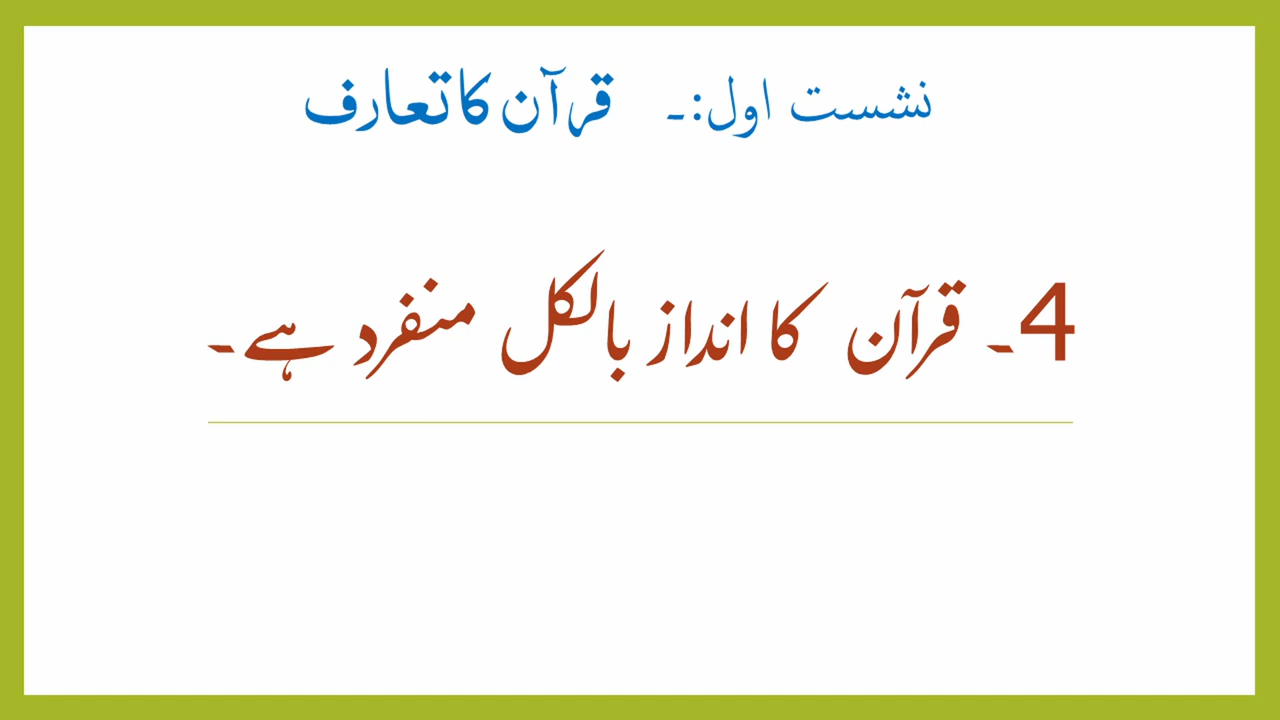 نشست اول:۔ قرآن کا تعارف
4۔ قرآن کا انداز بالکل منفرد ہے۔